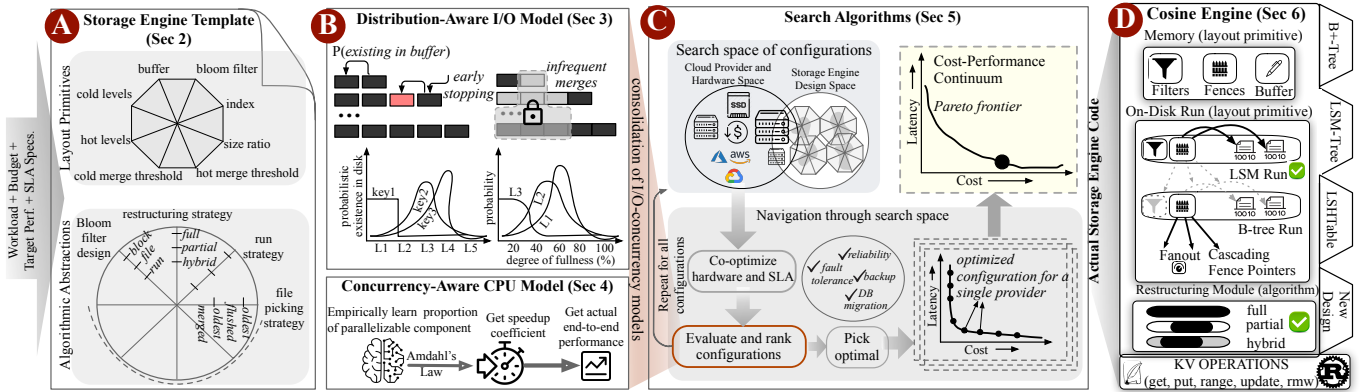 Workload + Budget +
Target Perf. + SLA Specs.
A
Storage Engine Template
(Sec 2)
Layout Primitives
buffer
bloom filter
cold levels
index
hot levels
size ratio
cold merge threshold
hot merge threshold
Algorithmic Abstractions
restructuring strategy
Bloom
filter
design
block
file
run
full
partial
hybrid
run
strategy
file
picking
strategy
oldest
merged
oldest
flushed
B
Distribution-Aware I/O Model (Sec 3)
P(existing in buffer)
early
stopping
infrequent
merges
probabilistic
existence in disk
key1
key2
key3
L1 L2 L3 L4 L5
probability
L3
L2
L1
20 40 60 80 100
degree of fullness (%)
Concurrency-Aware CPU Model (Sec 4)
Empirically learn proportion
of parallelizable component
Get speedup
coefficient
Get actual
end-to-end
performance
Amdahl's
Law
consolidation of I/O-concurrency models
C
Search Algorithms (Sec 5)
Search space of configurations
Cloud Provider and
Hardware Space
Storage Engine
Design Space
SSD
$
aws
Cost-Performance
Continuum
Pareto frontier
Latency
Cost
Navigation through search space
Repeat for all
configurations
Co-optimize
hardware and SLA
reliability
fault
tolerance
backup
DB
migration
Evaluate and rank
configurations
Pick
optimal
optimized
configuration for a
single provider
Latency
Cost
Actual Storage Engine Code
D
Cosine Engine (Sec 6)
Memory (layout primitive)
Filters Fences Buffer
On-Disk Run (layout primitive)
10010 10010
LSM Run
10010 10010
B-tree Run
Fanout
Cascading
Fence Pointers
Restructuring Module (algorithm)
full
partial
hybrid
KV OPERATIONS
(get, put, range, update, rmw)
R
B+-Tree
LSM-Tree
LSHTable
New
Design